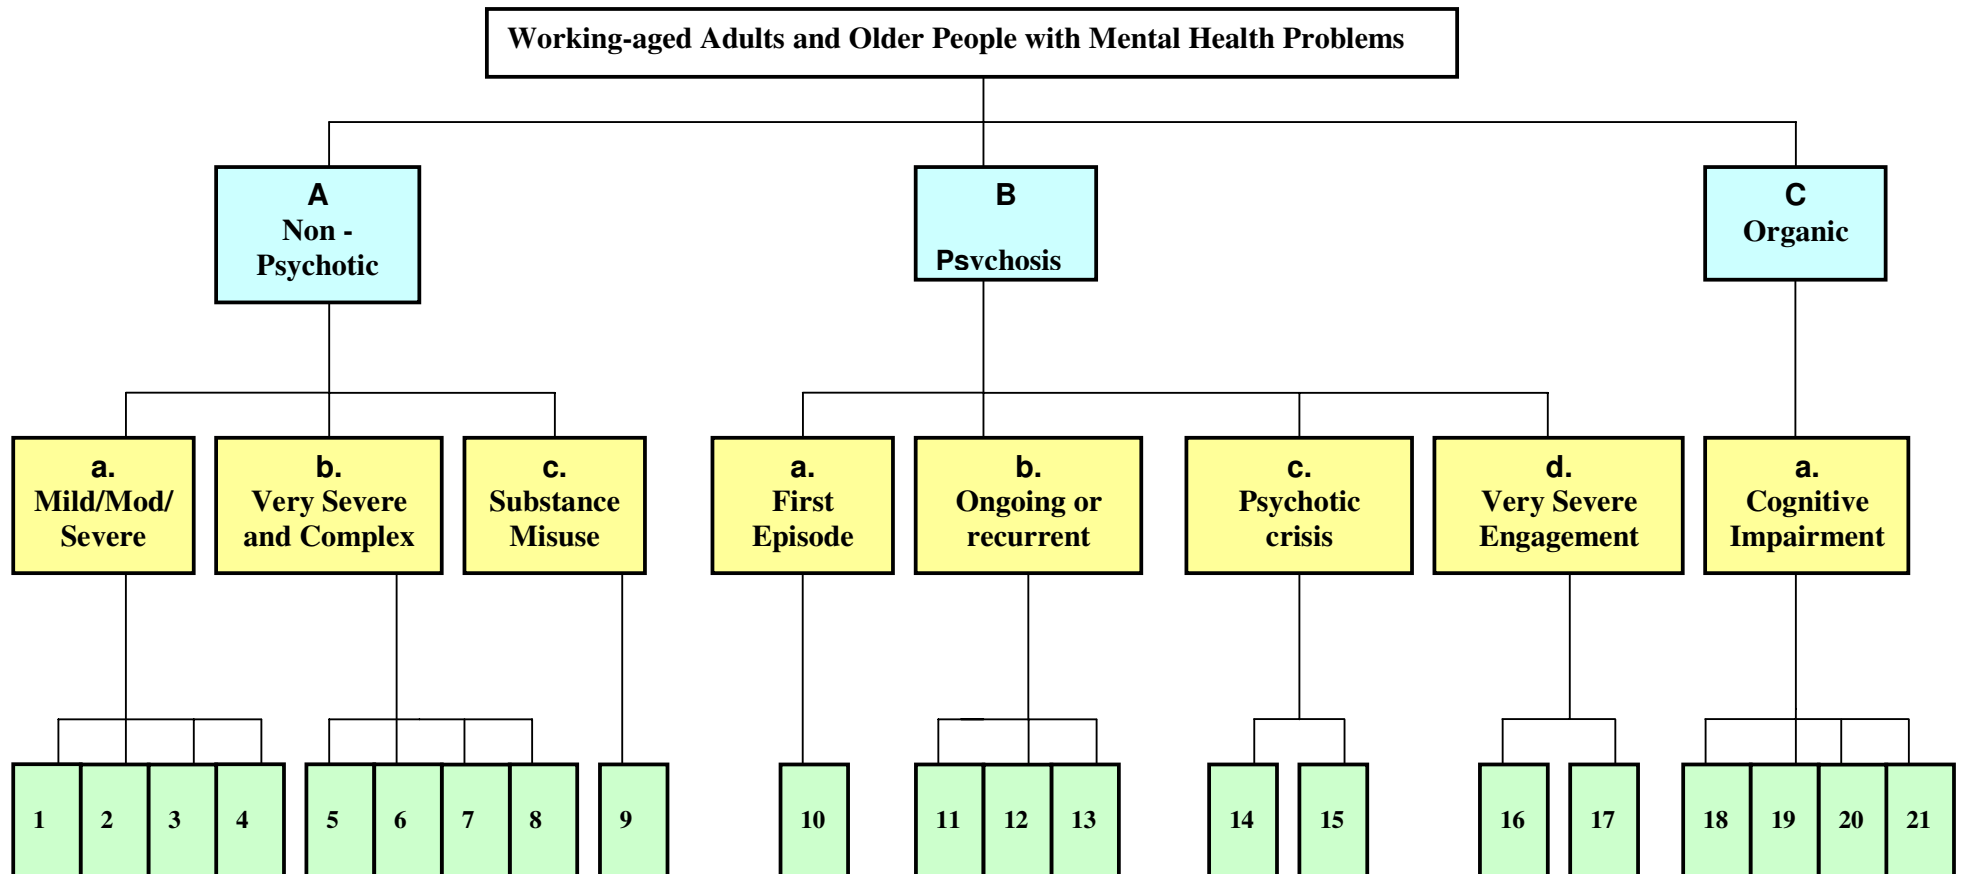 Working-aged Adults and Older People with Mental Health Problems
A
Non -
Psychotic
B
Psvchosis
C
Organic
a.
Mild/Mod/
Severe
b.
Very Severe
and Complex
c.
Substance
Misuse
a.
First
Episode
b.
Ongoing or
recurrent
c.
Psychotic
crisis
d.
Very Severe
Engagement
a.
Cognitive
Impairment
1 2 3 4 5 6 7 8 9 10 11 12 13 14 15 16 17 18 19 20 21